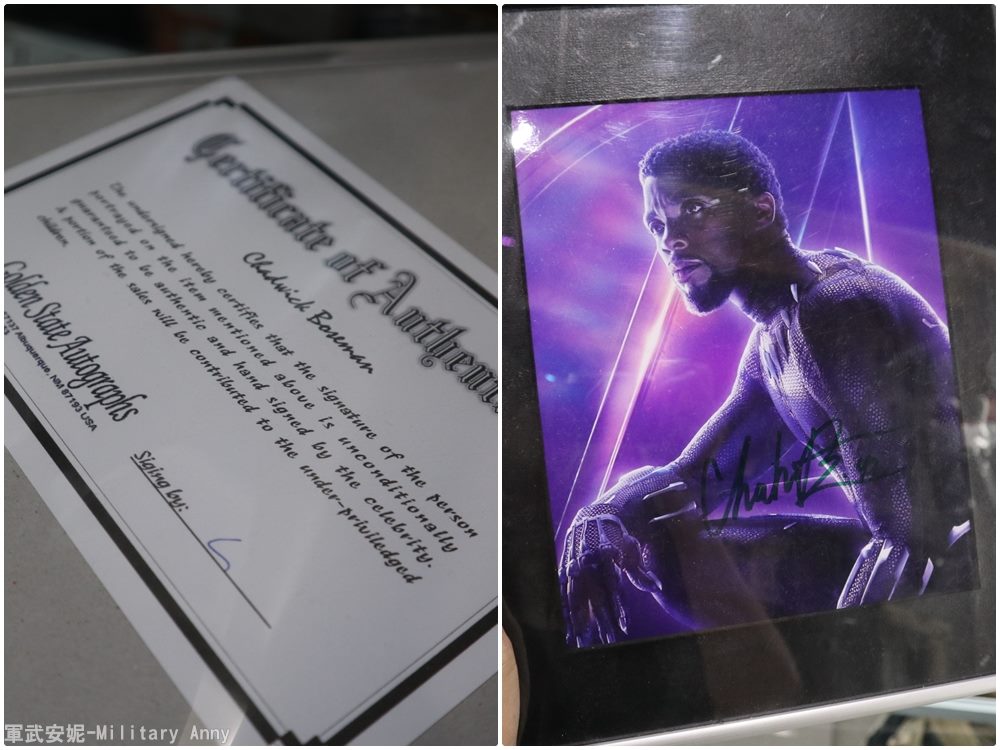 Certificate of Authen
Chadwick Boseman
The undersigned hereby certifies that the signature of the person
portrayed on the item mentioned above is unconditionally
guaranteed to be authentic and hand signed by the celebrity.
A portion of the sales will be contributed to the under-priviledged
children.
Golden State Autographs
Albuquerque, NM 87193 USA
Siging by:
軍武安妮-Military Anny